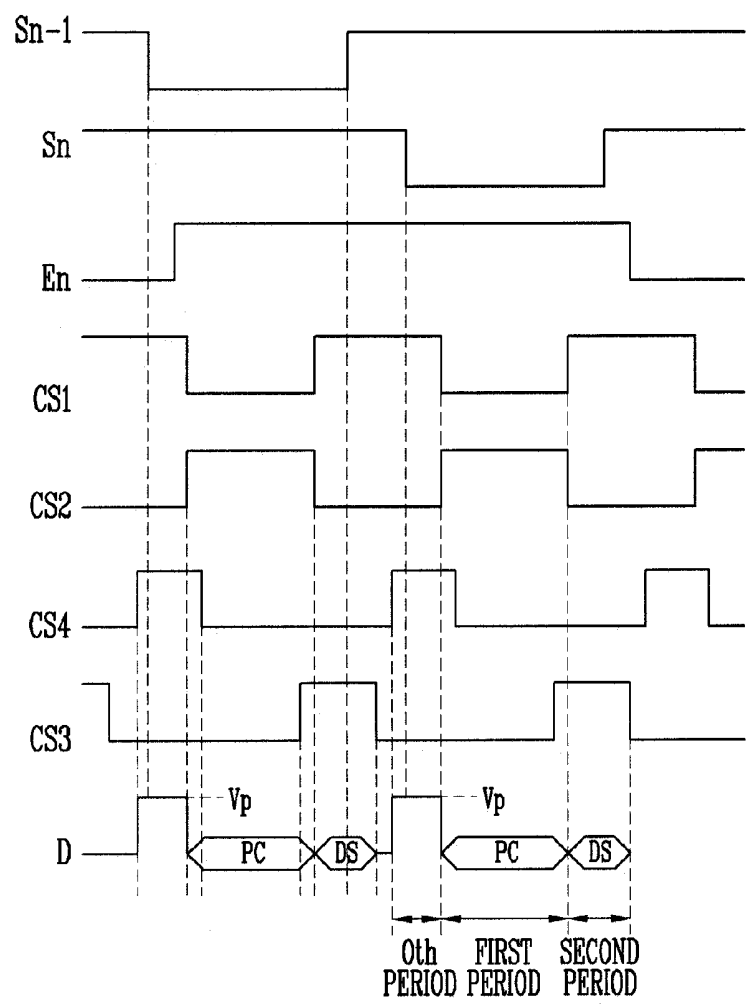 Sn-1
Sn
En
CS1
CS2
CS4
CS3
Vp
Vp
D
PC
DS
PC
DS
0th
PERIOD
FIRST
PERIOD
SECOND
PERIOD